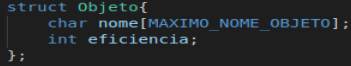 struct Objeto{
    char nome[MAXIMO_NOME_OBJETO];
    int eficiencia;
};